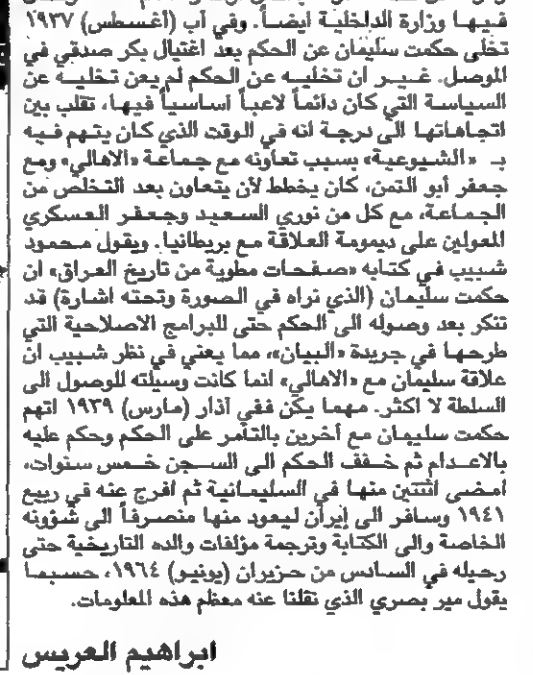 فيها وزارة الداخلية ايضاً. وفي آب (اغسطس) ١٩٣٧
تخلى حكمت سليمان عن الحكم بعد اغتيال بكر صدقي في
الموصل. غير ان تخليه عن الحكم لم يعن تخليه عن
السياسة التي كان دائماً لاعباً اساسياً فيها، تقلب بين
اتجاهاتها الى درجة انه في الوقت الذي كان يتهم فيه
بـ «الشيوعية» بسبب تعاونه مع جماعة «الاهالي» ومع
جعفر أبو التمن، كان يخطط لأن يتعاون بعد التخلص من
الجماعة، مع كل من نوري السعيد وجعفر العسكري
المعولين على ديمومة العلاقة مع بريطانيا. ويقول محمود
شبيب في كتابه «صفحات مطوية من تاريخ العراق» ان
حكمت سليمان (الذي نراه في الصورة وتحته اشارة) قد
تنكر بعد وصوله الى الحكم حتى للبرامج الاصلاحية التي
طرحها في جريدة «البيان»، مما يعني في نظر شبيب ان
علاقة سليمان مع «الاهالي» انما كانت وسيلته للوصول الى
السلطة لا اكثر. مهما يكن ففي آذار (مارس) ١٩٣٩ اتهم
حكمت سليمان مع آخرين بالتآمر على الحكم وحكم عليه
بالاعدام ثم خفف الحكم الى السجن خمس سنوات،
امضى اثنتين منها في السليمانية ثم افرج عنه في ربيع
١٩٤١ وسافر الى إيران ليعود منها منصرفاً الى شؤونه
الخاصة والى الكتابة وترجمة مؤلفات والده التاريخية حتى
رحيله في السادس من حزيران (يونيو) ١٩٦٤، حسبما
يقول مير بصري الذي نقلنا عنه معظم هذه المعلومات.
ابراهيم العريس